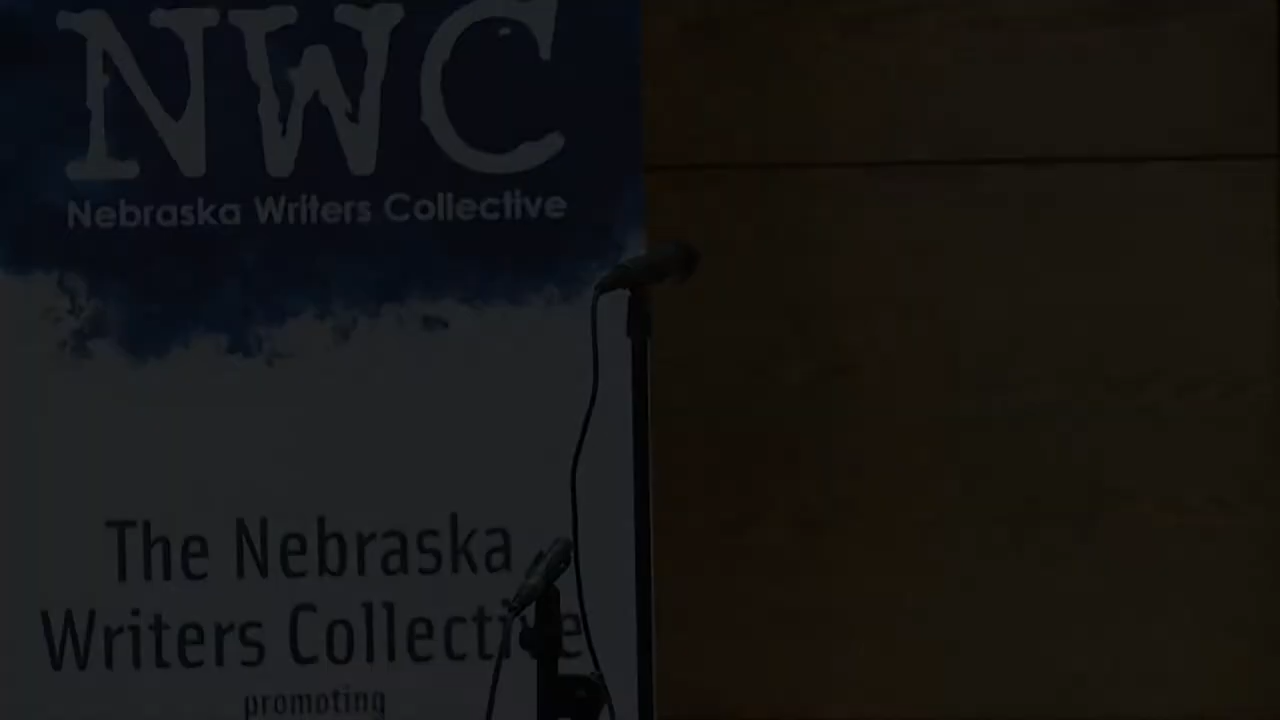 NWC
Nebraska Writers Collective
The Nebraska
Writers Collective
promoting